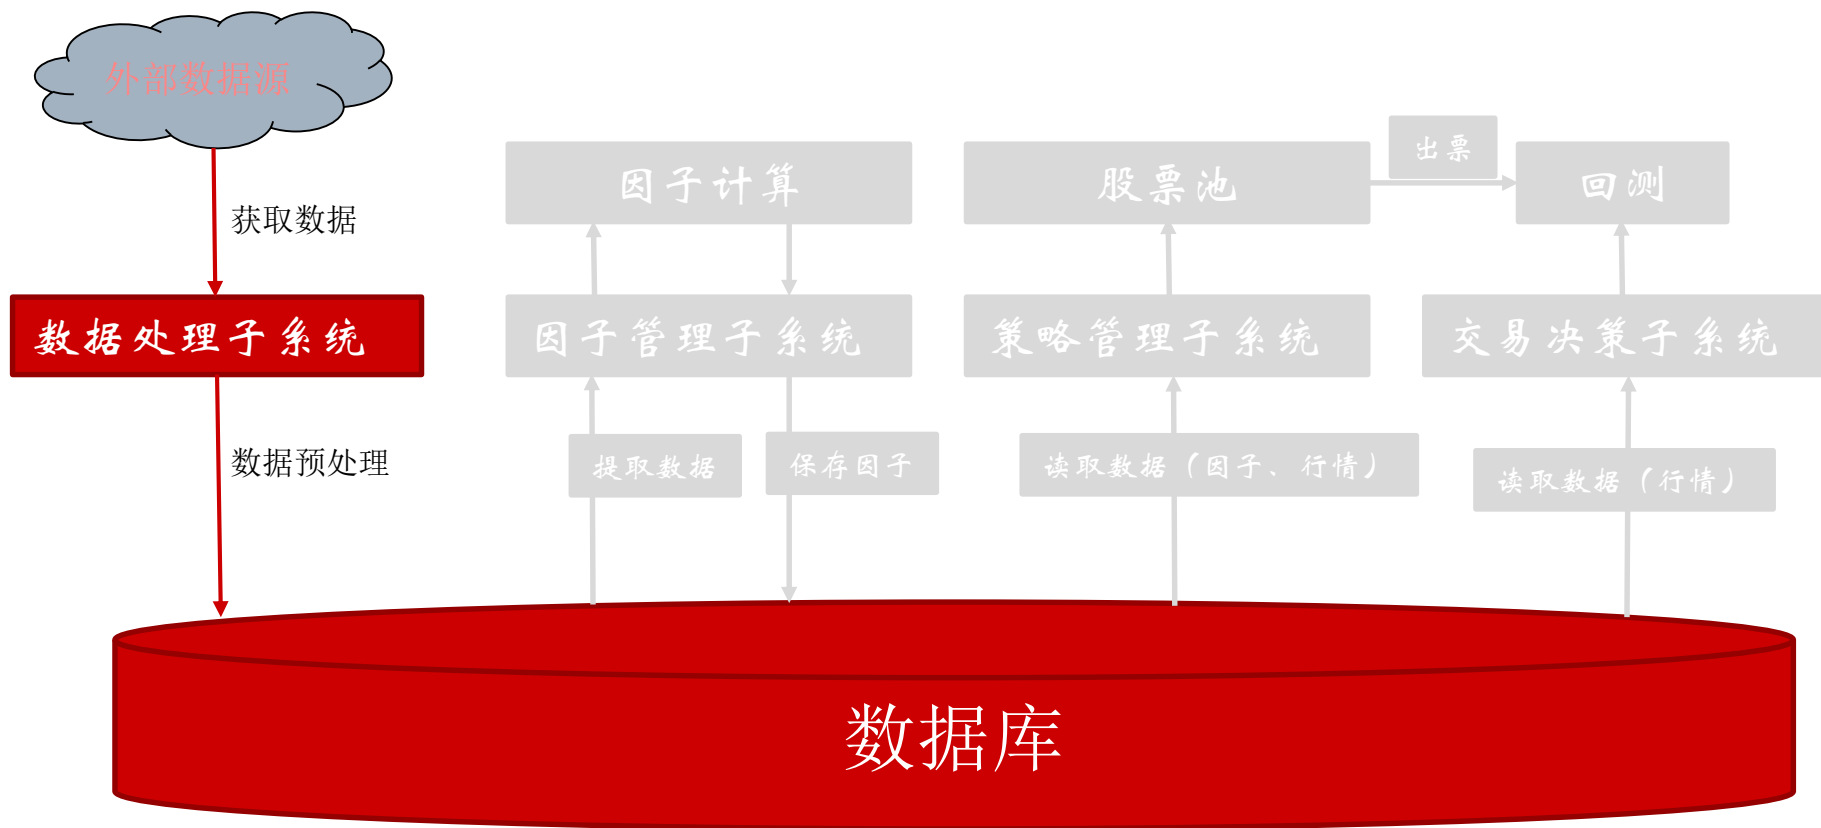 外部数据源
出票
因子计算
股票池
回测
获取数据
数据处理子系统
因子管理子系统
策略管理子系统
交易决策子系统
数据预处理
提取数据
保存因子
读取数据（因子、行情）
读取数据（行情）
数据库